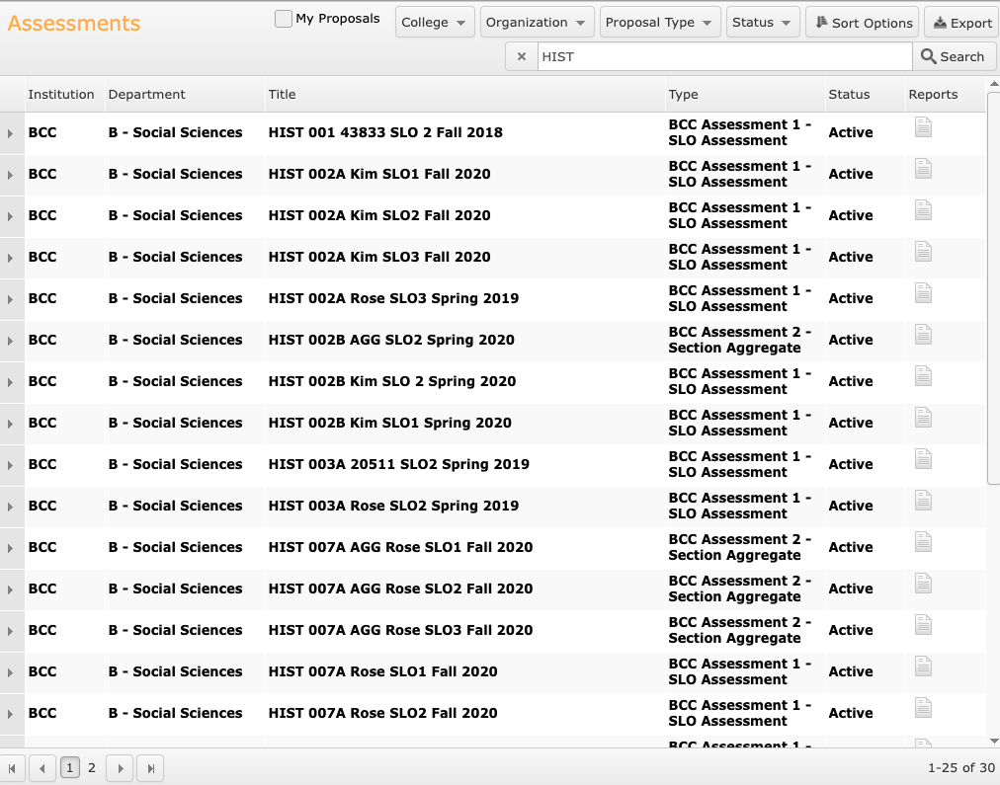 Assessments
My Proposals College Organization Proposal Type Status Sort Options Export
HIST Search
Institution Department Title Type Status Reports
BCC B - Social Sciences HIST 001 43833 SLO 2 Fall 2018 BCC Assessment 1 - SLO Assessment Active
BCC B - Social Sciences HIST 002A Kim SLO1 Fall 2020 BCC Assessment 1 - SLO Assessment Active
BCC B - Social Sciences HIST 002A Kim SLO2 Fall 2020 BCC Assessment 1 - SLO Assessment Active
BCC B - Social Sciences HIST 002A Kim SLO3 Fall 2020 BCC Assessment 1 - SLO Assessment Active
BCC B - Social Sciences HIST 002A Rose SLO3 Spring 2019 BCC Assessment 1 - SLO Assessment Active
BCC B - Social Sciences HIST 002B AGG SLO2 Spring 2020 BCC Assessment 2 - Section Aggregate Active
BCC B - Social Sciences HIST 002B Kim SLO 2 Spring 2020 BCC Assessment 1 - SLO Assessment Active
BCC B - Social Sciences HIST 002B Kim SLO1 Spring 2020 BCC Assessment 1 - SLO Assessment Active
BCC B - Social Sciences HIST 003A 20511 SLO2 Spring 2019 BCC Assessment 1 - SLO Assessment Active
BCC B - Social Sciences HIST 003A Rose SLO2 Spring 2019 BCC Assessment 1 - SLO Assessment Active
BCC B - Social Sciences HIST 007A AGG Rose SLO1 Fall 2020 BCC Assessment 2 - Section Aggregate Active
BCC B - Social Sciences HIST 007A AGG Rose SLO2 Fall 2020 BCC Assessment 2 - Section Aggregate Active
BCC B - Social Sciences HIST 007A AGG Rose SLO3 Fall 2020 BCC Assessment 2 - Section Aggregate Active
BCC B - Social Sciences HIST 007A Rose SLO1 Fall 2020 BCC Assessment 1 - SLO Assessment Active
BCC B - Social Sciences HIST 007A Rose SLO2 Fall 2020 BCC Assessment 1 - SLO Assessment Active
BCC Assessment 1 -
1 2 1-25 of 30